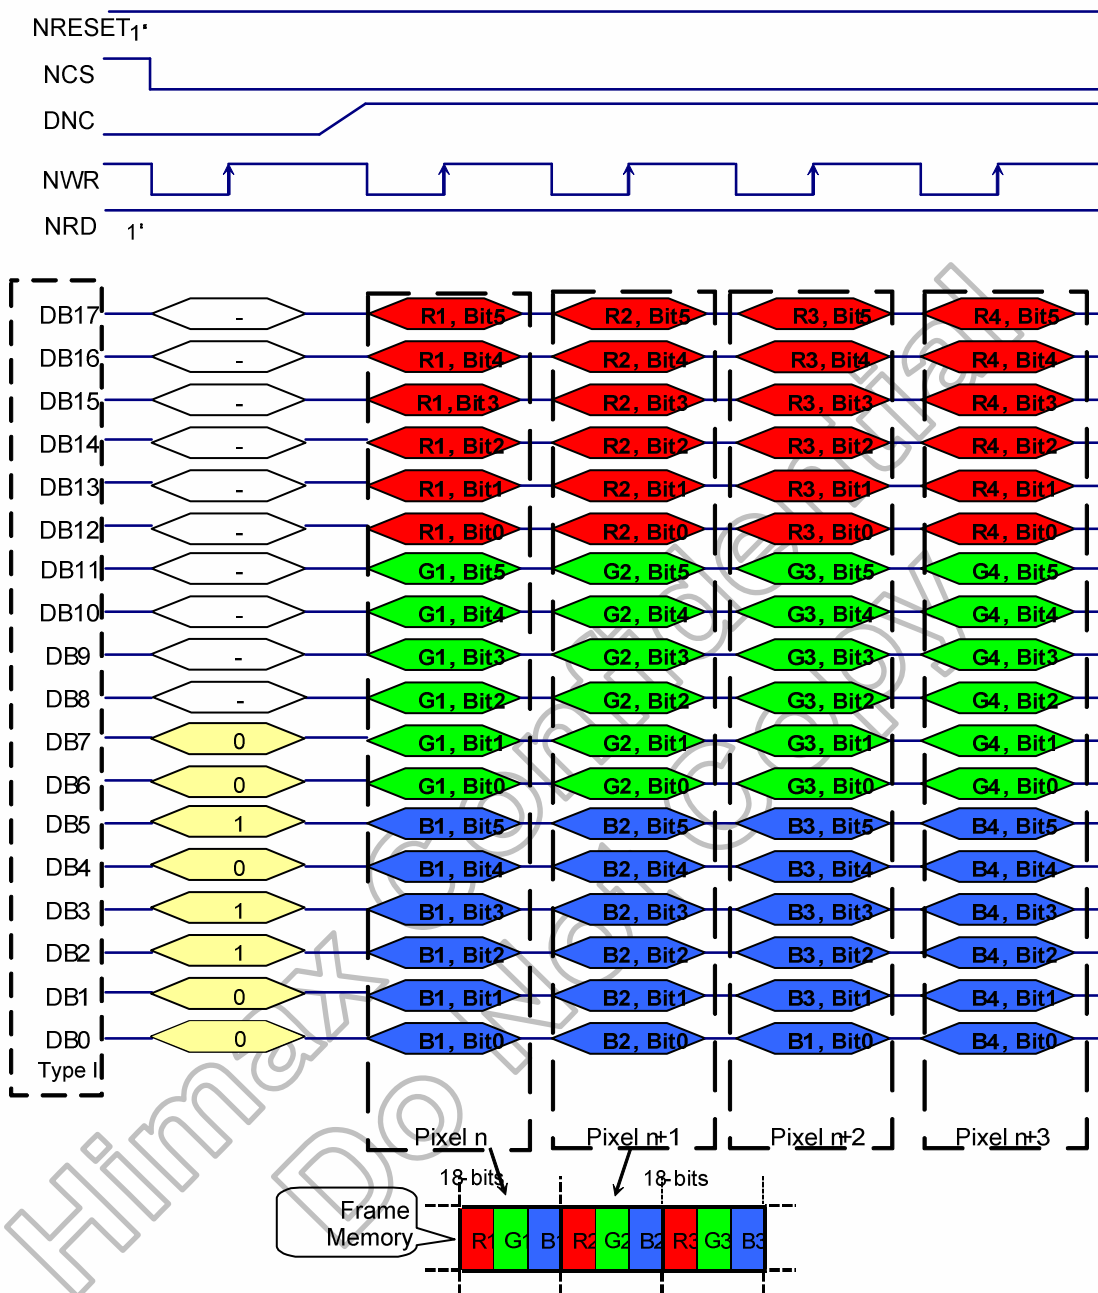 NRESET 1'
NCS
DNC
NWR
NRD 1'
DB17 - R1, Bit5 R2, Bit5 R3, Bit5 R4, Bit5
DB16 - R1, Bit4 R2, Bit4 R3, Bit4 R4, Bit4
DB15 - R1,Bit3 R2, Bit3 R3, Bit3 R4, Bit3
DB14 - R1, Bit2 R2, Bit2 R3, Bit2 R4, Bit2
DB13 - R1, Bit1 R2, Bit1 R3, Bit1 R4, Bit1
DB12 - R1, Bit0 R2, Bit0 R3, Bit0 R4, Bit0
DB11 - G1, Bit5 G2, Bit5 G3, Bit5 G4, Bit5
DB10 - G1, Bit4 G2, Bit4 G3, Bit4 G4, Bit4
DB9 - G1, Bit3 G2, Bit3 G3, Bit3 G4, Bit3
DB8 - G1, Bit2 G2, Bit2 G3, Bit2 G4, Bit2
DB7 0 G1, Bit1 G2, Bit1 G3, Bit1 G4, Bit1
DB6 0 G1, Bit0 G2, Bit0 G3, Bit0 G4, Bit0
DB5 1 B1, Bit5 B2, Bit5 B3, Bit5 B4, Bit5
DB4 0 B1, Bit4 B2, Bit4 B3, Bit4 B4, Bit4
DB3 1 B1, Bit3 B2, Bit3 B3, Bit3 B4, Bit3
DB2 1 B1, Bit2 B2, Bit2 B3, Bit2 B4, Bit2
DB1 0 B1, Bit1 B2, Bit1 B3, Bit1 B4, Bit1
DB0 0 B1, Bit0 B2, Bit0 B1, Bit0 B4, Bit0
Type I
Pixel n Pixel n+1 Pixel n+2 Pixel n+3
18-bits 18-bits
Frame
Memory
R1 G1 B1 R2 G2 B2 R3 G3 B3
Himax Confidential
Do Not Copy